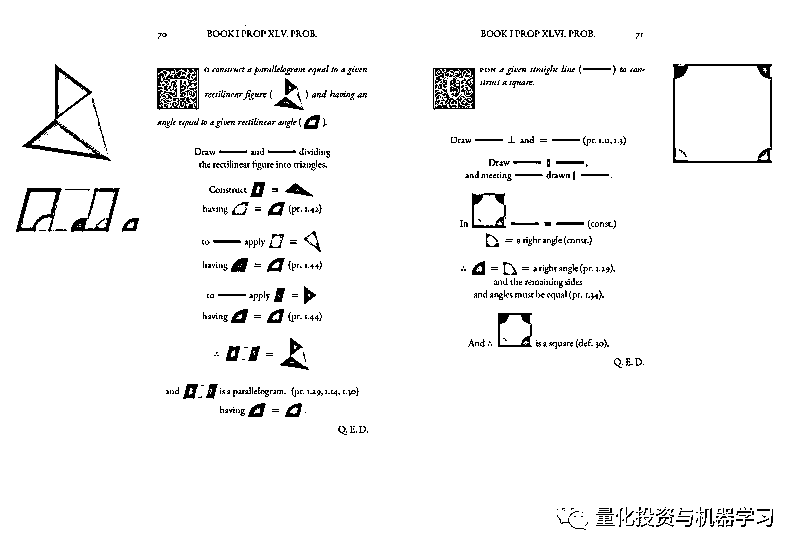 70 BOOK I PROP XLV. PROB.
TO construct a parallelogram equal to a given
rectilinear figure ( ) and having an
angle equal to a given rectilinear angle ( ).
Draw and dividing
the rectilinear figure into triangles.
Construct =
having = (pr. 1.42)
to apply =
having = (pr. 1.44)
to apply =
having = (pr. 1.44)
∴ =
and is a parallelogram. (pr. 1.29, 1.14, 1.30)
having = .
Q. E. D.
BOOK I PROP XLVI. PROB. 71
UPON a given straight line ( ) to con-
struct a square.
Draw ⊥ and = (pr. 1.11, 1.3)
Draw ∥ ,
and meeting drawn ∥ .
In = (const.)
= a right angle (const.)
∴ = = a right angle (pr. 1.29),
and the remaining sides
and angles must be equal (pr. 1.34).
And ∴ is a square (def. 30).
Q. E. D.
量化投资与机器学习